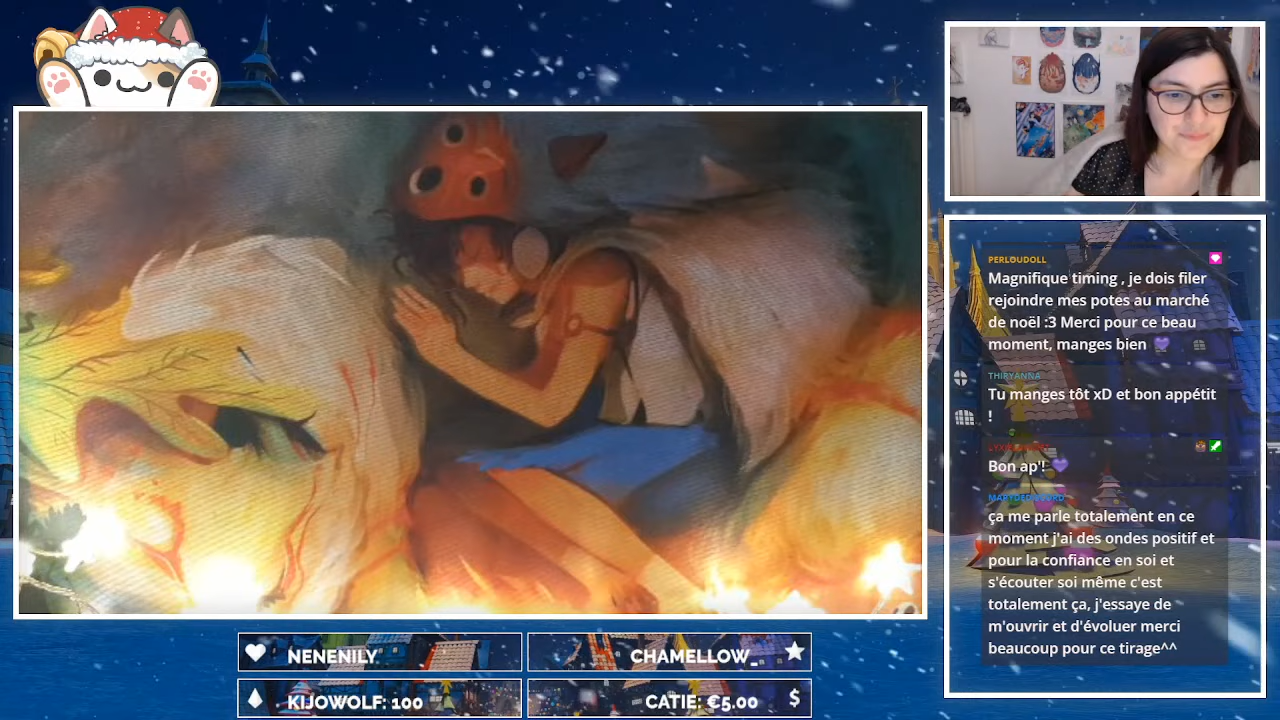 PERLOUDOLL
Magnifique timing , je dois filer
rejoindre mes potes au marché
de noël :3 Merci pour ce beau
moment, manges bien
THIRYANNA
Tu manges tôt xD et bon appétit
!
Bon ap'!
ça me parle totalement en ce
moment j'ai des ondes positif et
pour la confiance en soi et
s'écouter soi même c'est
totalement ça, j'essaye de
m'ouvrir et d'évoluer merci
beaucoup pour ce tirage^^
NENENILY
CHAMELLOW_
KIJOWOLF: 100
CATIE: €5.00 $